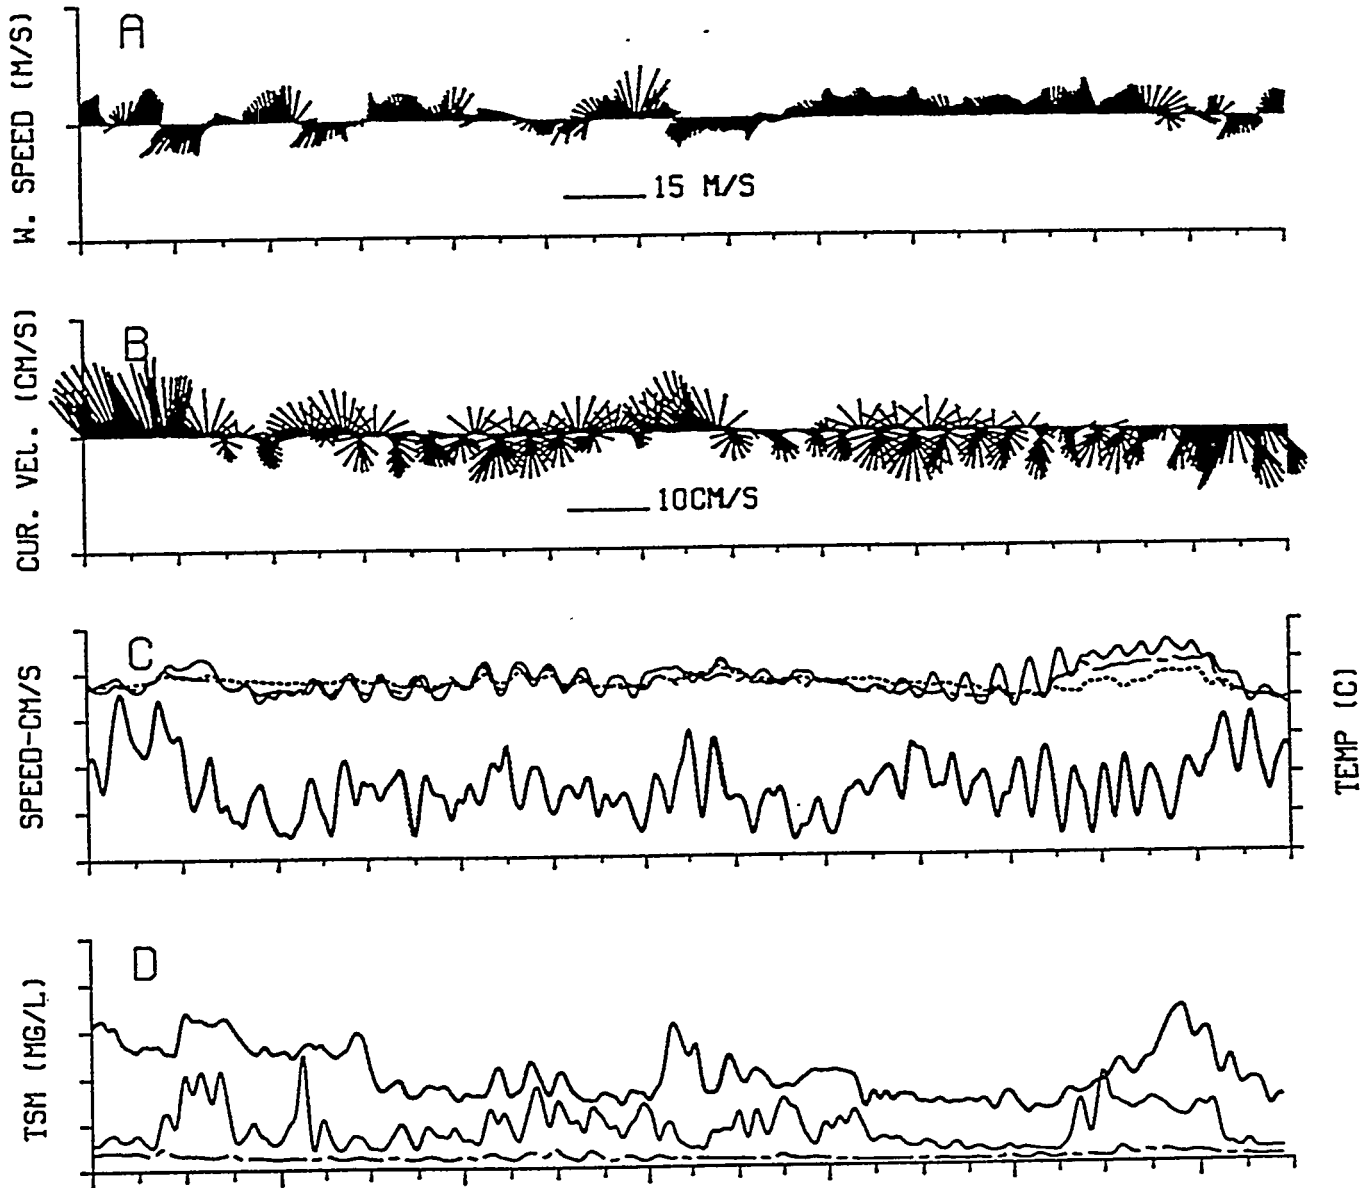 A
W. SPEED (M/S)
15 M/S
B
CUR. VEL. (CM/S)
10CM/S
C
SPEED-CM/S
TEMP (C)
D
TSM (MG/L)